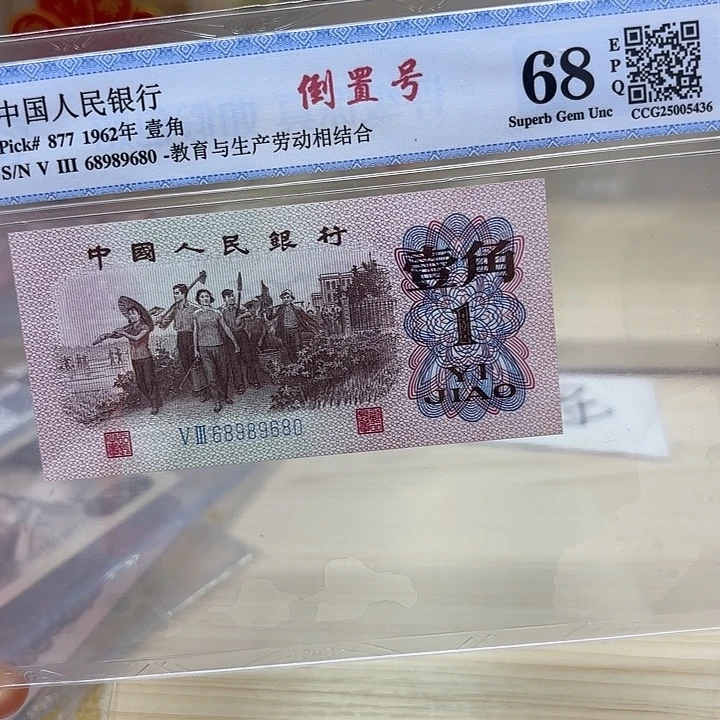 中国人民银行
Pick# 877 1962年 壹角
S/N V III 68989680 -教育与生产劳动相结合
倒置号
68
EPQ
Superb Gem Unc
CCG25005436
中國人民銀行
壹角
1
YI
JIAO
VⅢ68989680